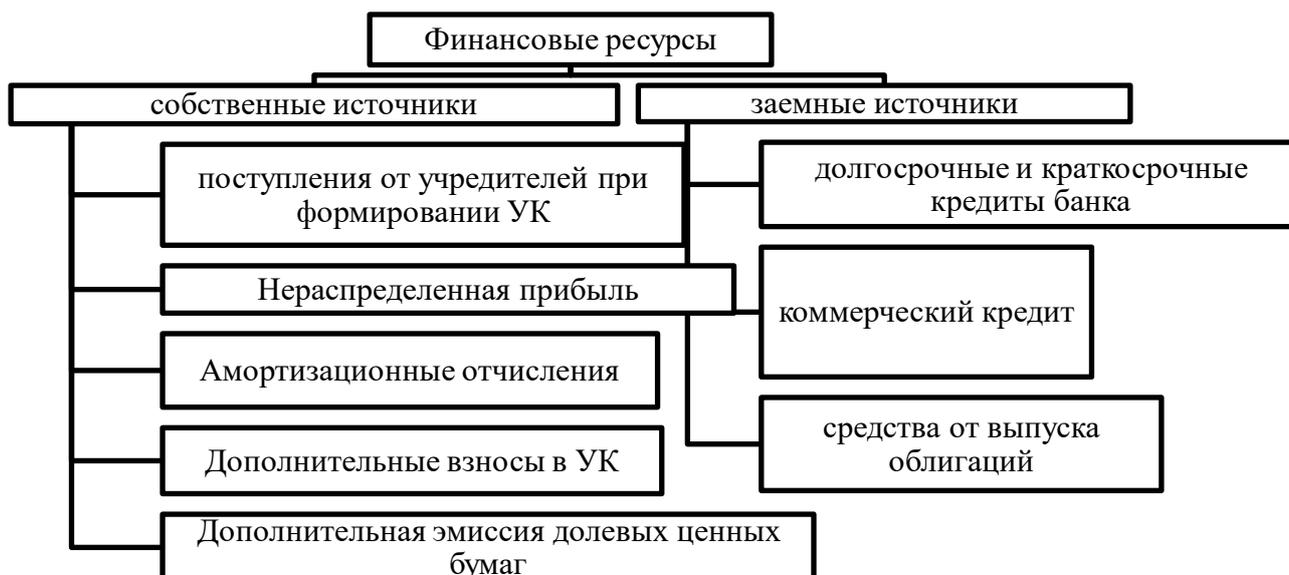 Финансовые ресурсы
собственные источники
поступления от учредителей при
формировании УК
Нераспределенная прибыль
Амортизационные отчисления
Дополнительные взносы в УК
Дополнительная эмиссия долевых ценных
бумаг
заемные источники
долгосрочные и краткосрочные
кредиты банка
коммерческий кредит
средства от выпуска
облигаций